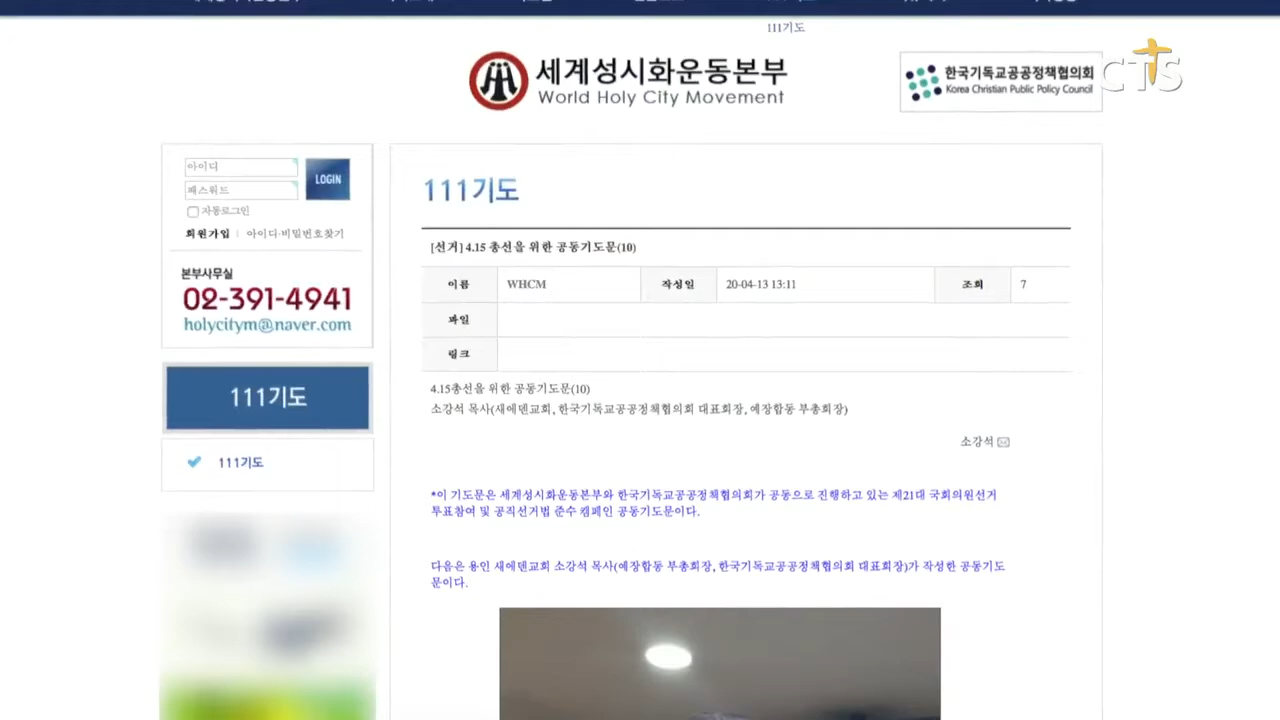 111기도
세계성시화운동본부
World Holy City Movement
한국기독교공공정책협의회
Korea Christian Public Policy Council
CTS
아이디
패스워드
LOGIN
자동로그인
회원가입 | 아이디·비밀번호찾기
본부사무실
02-391-4941
holycitym@naver.com
111기도
111기도
111기도
[선거] 4.15 총선을 위한 공동기도문(10)
이름 WHCM 작성일 20-04-13 13:11 조회 7
파일
링크
4.15총선을 위한 공동기도문(10)
소강석 목사(새에덴교회, 한국기독교공공정책협의회 대표회장, 예장합동 부총회장)
소강석
*이 기도문은 세계성시화운동본부와 한국기독교공공정책협의회가 공동으로 진행하고 있는 제21대 국회의원선거
투표참여 및 공직선거법 준수 캠페인 공동기도문이다.
다음은 용인 새에덴교회 소강석 목사(예장합동 부총회장, 한국기독교공공정책협의회 대표회장)가 작성한 공동기도
문이다.